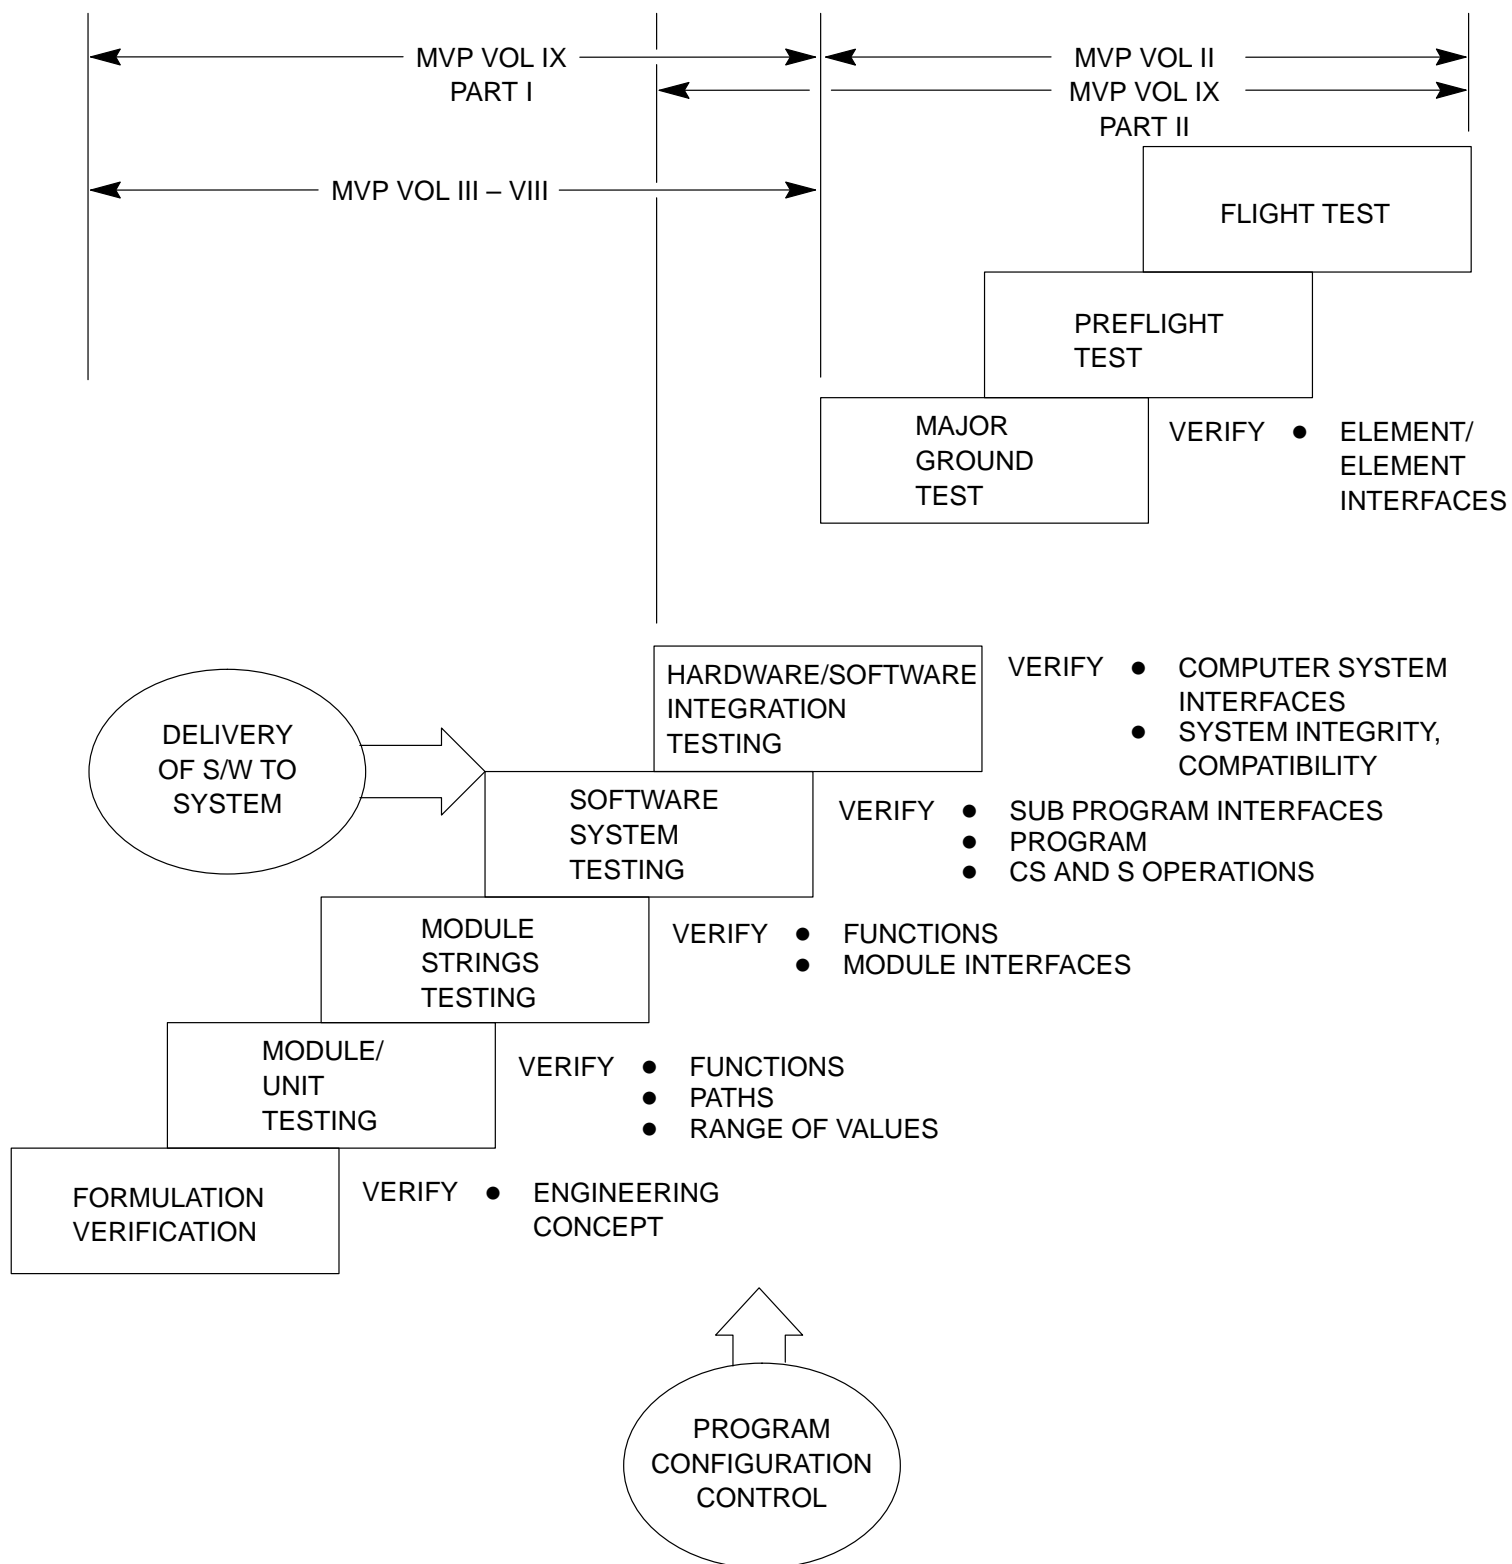 MVP VOL IX
PART I
MVP VOL II
MVP VOL IX
PART II
MVP VOL III – VIII
FLIGHT TEST
PREFLIGHT
TEST
MAJOR
GROUND
TEST
VERIFY ● ELEMENT/
ELEMENT
INTERFACES
HARDWARE/SOFTWARE
INTEGRATION
TESTING
VERIFY ● COMPUTER SYSTEM
INTERFACES
● SYSTEM INTEGRITY,
COMPATIBILITY
DELIVERY
OF S/W TO
SYSTEM
SOFTWARE
SYSTEM
TESTING
VERIFY ● SUB PROGRAM INTERFACES
● PROGRAM
● CS AND S OPERATIONS
MODULE
STRINGS
TESTING
VERIFY ● FUNCTIONS
● MODULE INTERFACES
MODULE/
UNIT
TESTING
VERIFY ● FUNCTIONS
● PATHS
● RANGE OF VALUES
FORMULATION
VERIFICATION
VERIFY ● ENGINEERING
CONCEPT
PROGRAM
CONFIGURATION
CONTROL